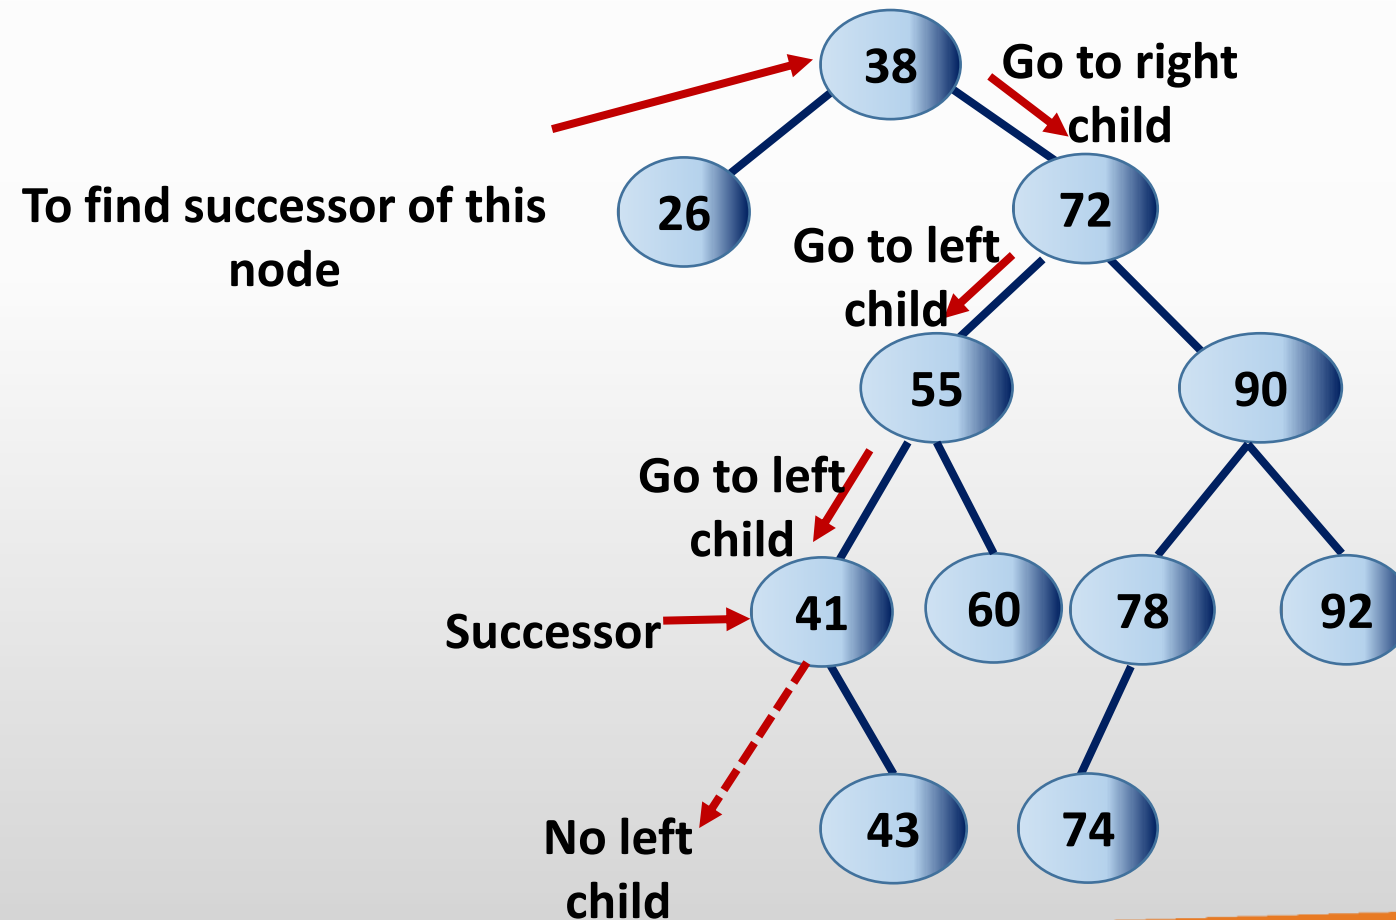 38
Go to right
child
To find successor of this
node
26
72
Go to left
child
55
90
Go to left
child
41
60
78
92
Successor
43
74
No left
child